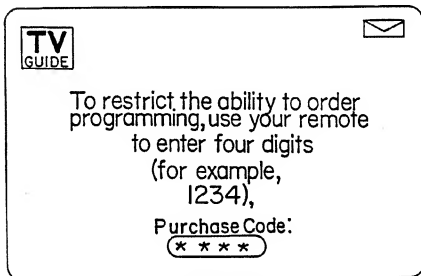 TV
GUIDE
To restrict the ability to order
programming, use your remote
to enter four digits
(for example,
1234),
Purchase Code:
* * * *